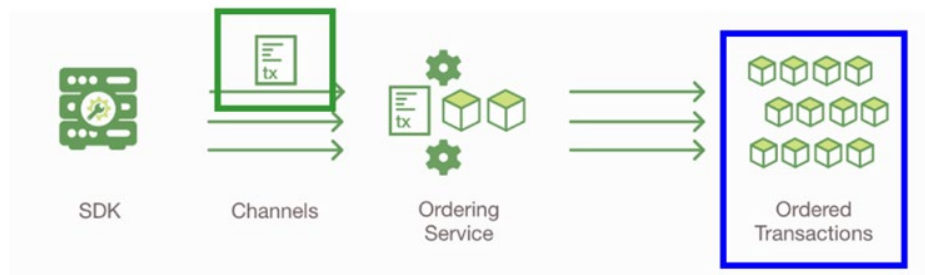 tx
tx
SDK
Channels
Ordering
Service
Ordered
Transactions